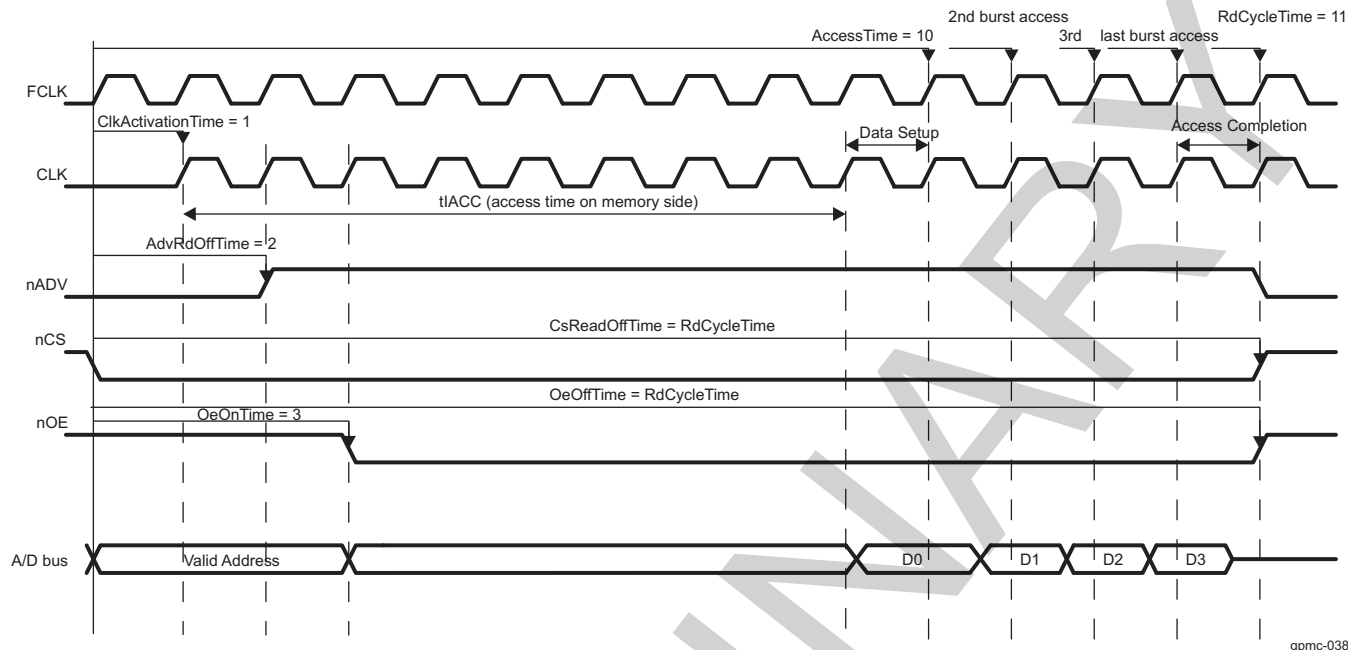 2nd burst access
RdCycleTime = 11
AccessTime = 10
3rd
last burst access
FCLK
ClkActivationTime = 1
Data Setup
Access Completion
CLK
tIACC (access time on memory side)
AdvRdOffTime = 2
nADV
CsReadOffTime = RdCycleTime
nCS
OeOffTime = RdCycleTime
OeOnTime = 3
nOE
A/D bus
Valid Address
D0
D1
D2
D3
gpmc-038
INARY